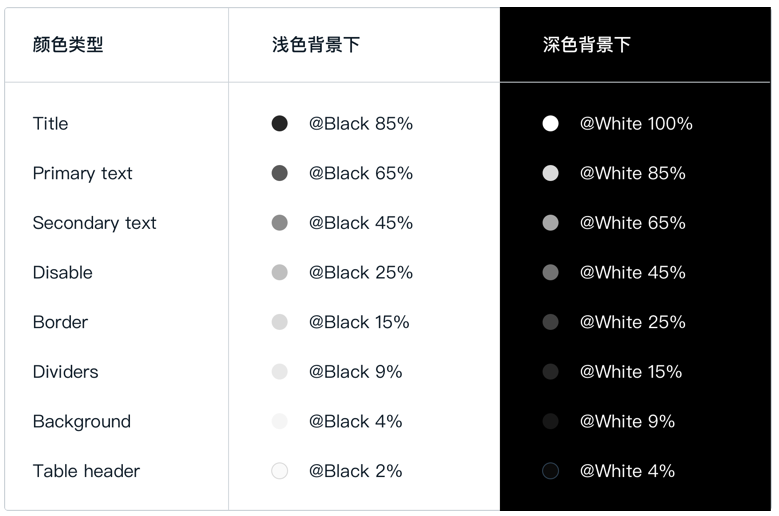 颜色类型 浅色背景下 深色背景下
Title @Black 85% @White 100%
Primary text @Black 65% @White 85%
Secondary text @Black 45% @White 65%
Disable @Black 25% @White 45%
Border @Black 15% @White 25%
Dividers @Black 9% @White 15%
Background @Black 4% @White 9%
Table header @Black 2% @White 4%